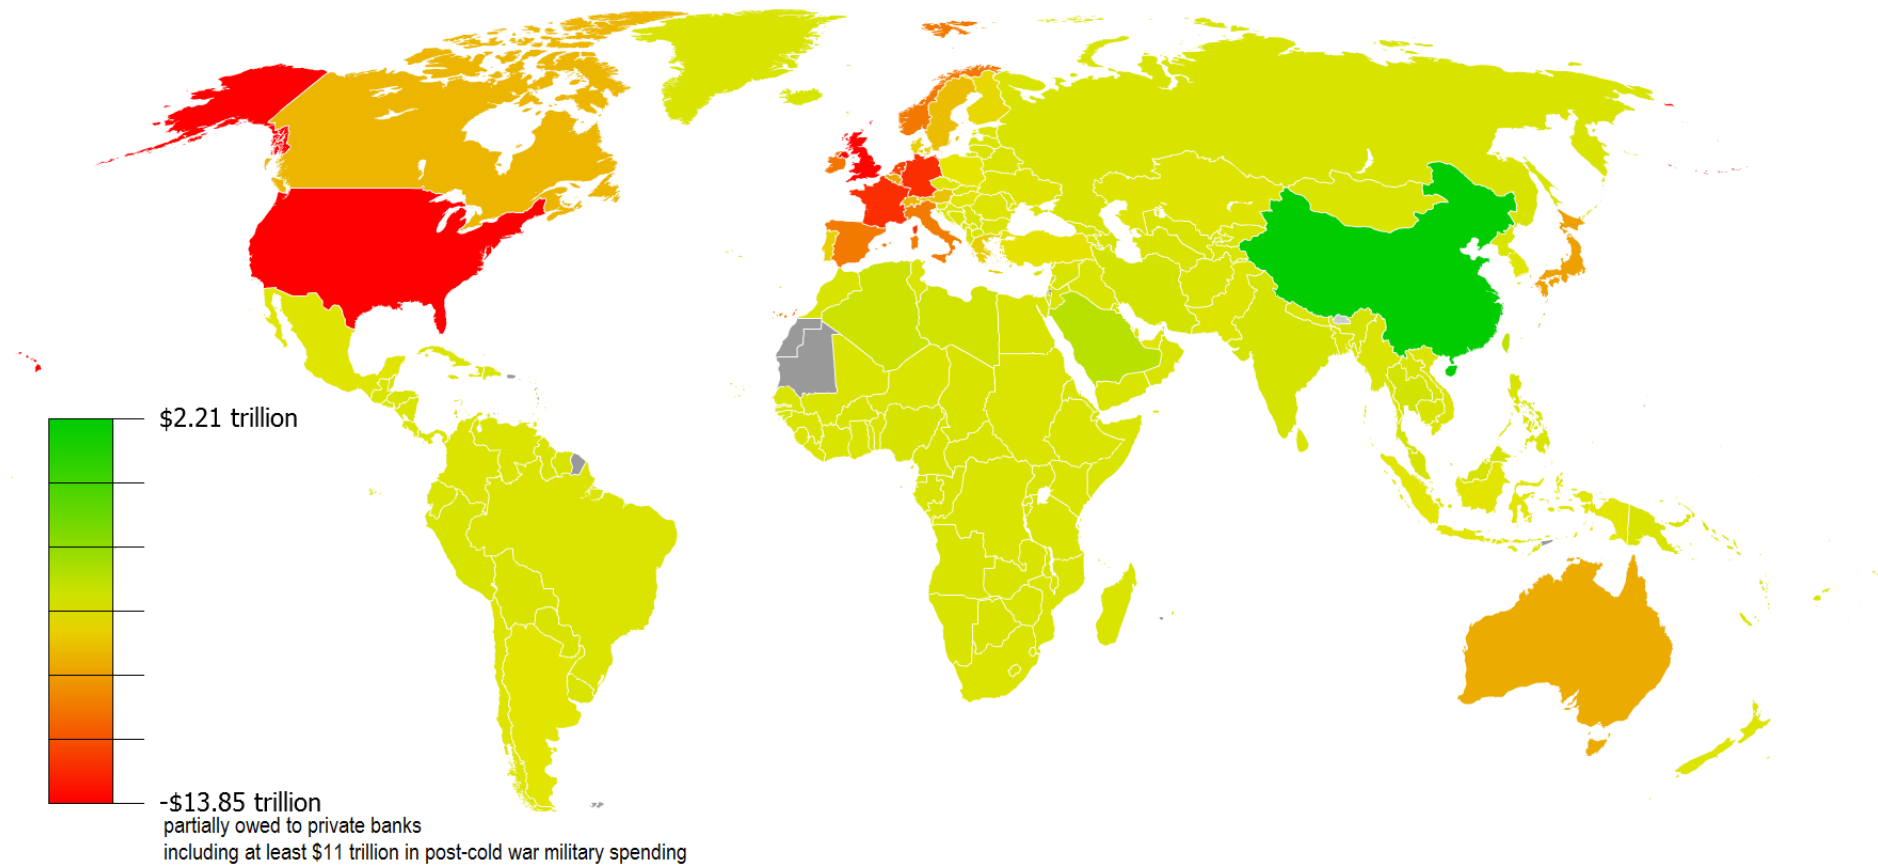 $2.21 trillion
-$13.85 trillion
partially owed to private banks
including at least $11 trillion in post-cold war military spending